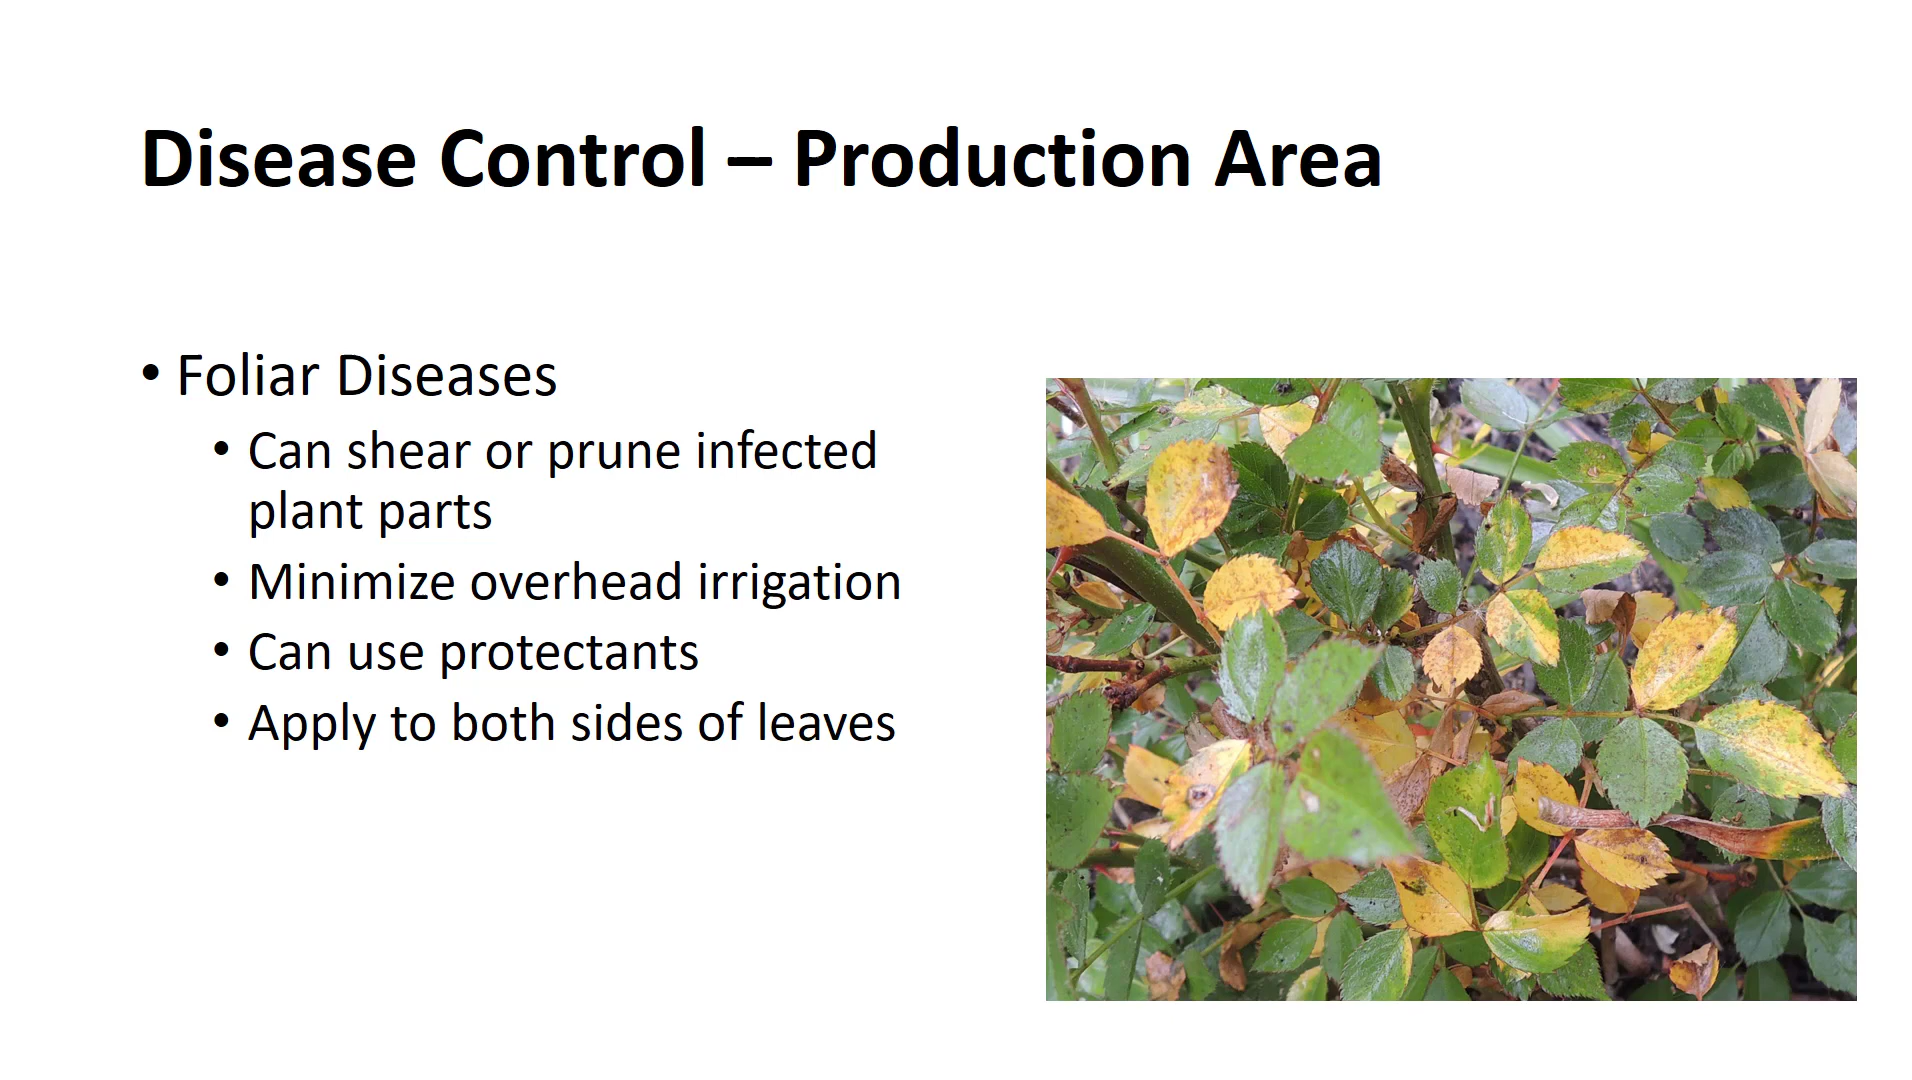 Disease Control – Production Area
• Foliar Diseases
• Can shear or prune infected
plant parts
• Minimize overhead irrigation
• Can use protectants
• Apply to both sides of leaves